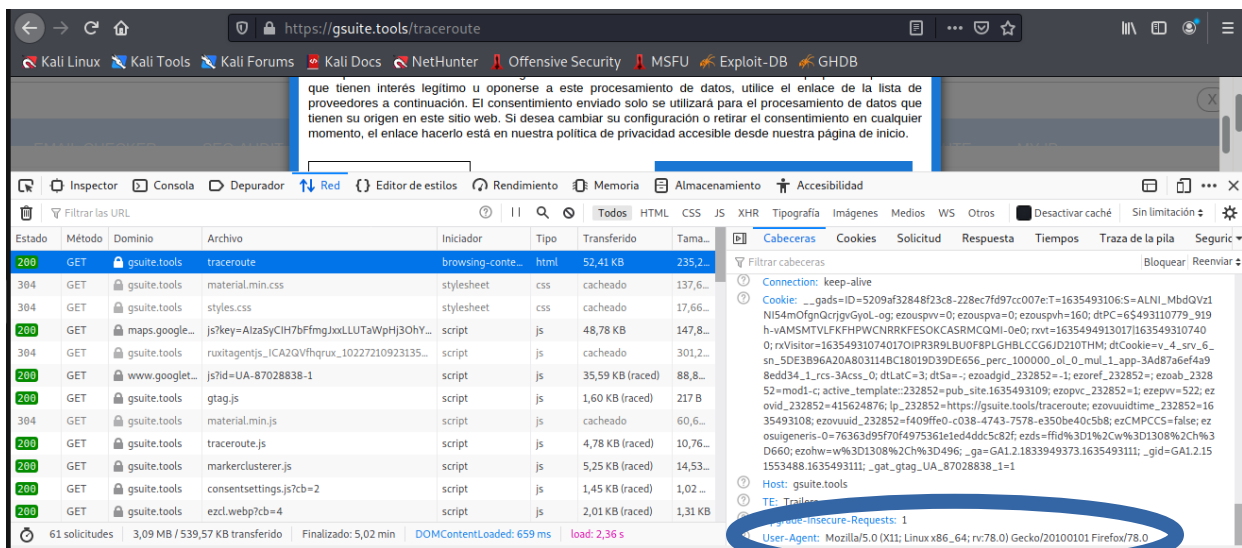 https://gsuite.tools/traceroute
Kali Linux Kali Tools Kali Forums Kali Docs NetHunter Offensive Security MSFU Exploit-DB GHDB
que tienen interés legítimo u oponerse a este procesamiento de datos, utilice el enlace de la lista de
proveedores a continuación. El consentimiento enviado solo se utilizará para el procesamiento de datos que
tienen su origen en este sitio web. Si desea cambiar su configuración o retirar el consentimiento en cualquier
momento, el enlace hacerlo está en nuestra política de privacidad accesible desde nuestra página de inicio.
Inspector Consola Depurador Red Editor de estilos Rendimiento Memoria Almacenamiento Accesibilidad
Filtrar las URL Todos HTML CSS JS XHR Tipografía Imágenes Medios WS Otros Desactivar caché Sin limitación
Estado Método Dominio Archivo Iniciador Tipo Transferido Tama...
200 GET gsuite.tools traceroute browsing-conte... html 52,41 KB 235,2...
304 GET gsuite.tools material.min.css stylesheet css cacheado 137,6...
304 GET gsuite.tools styles.css stylesheet css cacheado 17,66...
200 GET maps.google... js?key=AIzaSyCIH7FfmgJxxLLUTaWpHj3OhY... script js 48,78 KB 147,8...
304 GET gsuite.tools ruxitagentjs_ICA2QVfhqrux_10227210923135... script js cacheado 301,2...
200 GET www.googlet... js?id=UA-87028838-1 script js 35,59 KB (raced) 88,8...
200 GET gsuite.tools gtag.js script js 1,60 KB (raced) 217 B
304 GET gsuite.tools material.min.js script js cacheado 60,6...
200 GET gsuite.tools traceroute.js script js 4,78 KB (raced) 10,76...
200 GET gsuite.tools markerclusterer.js script js 5,25 KB (raced) 14,53...
200 GET gsuite.tools consentsettings.js?cb=2 script js 1,45 KB (raced) 1,02 ...
200 GET gsuite.tools ezcl.webp?cb=4 script js 2,01 KB (raced) 1,31 KB
61 solicitudes 3,09 MB / 539,57 KB transferido Finalizado: 5,02 min DOMContentLoaded: 659 ms load: 2,36 s
Cabeceras Cookies Solicitud Respuesta Tiempos Traza de la pila Seguric
Filtrar cabeceras Bloquear Reenviar
Connection: keep-alive
Cookie: __gads=ID=5209af32848f23c8-228ec7fd97cc007e:T=1635493106:S=ALNI_MbdQVz1
NI54mOfgnQcrjgvGyoL-og; ezouspvv=0; ezouspva=0; ezouspvh=160; dtPC=6$493110779_919
h-vAMSMTVLFKFHPWCNRRKFESOKCASRMCQMI-0e0; rxvt=1635494913017|163549310740
0; rxVisitor=16354931074017OIPR3R9LBU0F8PLGHBLCCG6JD210THM; dtCookie=v_4_srv_6_
sn_5DE3B96A20A803114BC18019D39DE656_perc_100000_ol_0_mul_1_app-3Ad87a6ef4a9
8edd34_1_rcs-3Acss_0; dtLatC=3; dtSa=-; ezoadgid_232852=-1; ezoref_232852=; ezoab_2328
52=mod1-c; active_template::232852=pub_site.1635493109; ezopvc_232852=1; ezepvv=522; ez
ovid_232852=415624876; lp_232852=https://gsuite.tools/traceroute; ezovuuidtime_232852=16
35493108; ezovuuid_232852=f409ffe0-c038-4743-7578-e350be40c5b8; ezCMPCCS=false; ez
osuigeneris-0=76363d95f70f4975361e1ed4ddc5c82f; ezds=ffid%3D1%2Cw%3D1308%2Ch%3
D660; ezohw=w%3D1308%2Ch%3D496; _ga=GA1.2.1833949373.1635493111; _gid=GA1.2.15
1553488.1635493111; _gat_gtag_UA_87028838_1=1
Host: gsuite.tools
TE: Trailers
Upgrade-Insecure-Requests: 1
User-Agent: Mozilla/5.0 (X11; Linux x86_64; rv:78.0) Gecko/20100101 Firefox/78.0